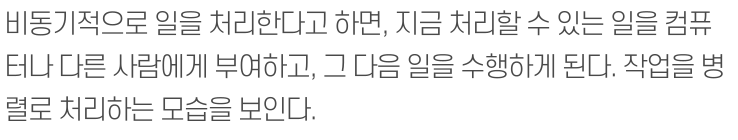 비동기적으로 일을 처리한다고 하면, 지금 처리할 수 있는 일을 컴퓨
터나 다른 사람에게 부여하고, 그 다음 일을 수행하게 된다. 작업을 병
렬로 처리하는 모습을 보인다.